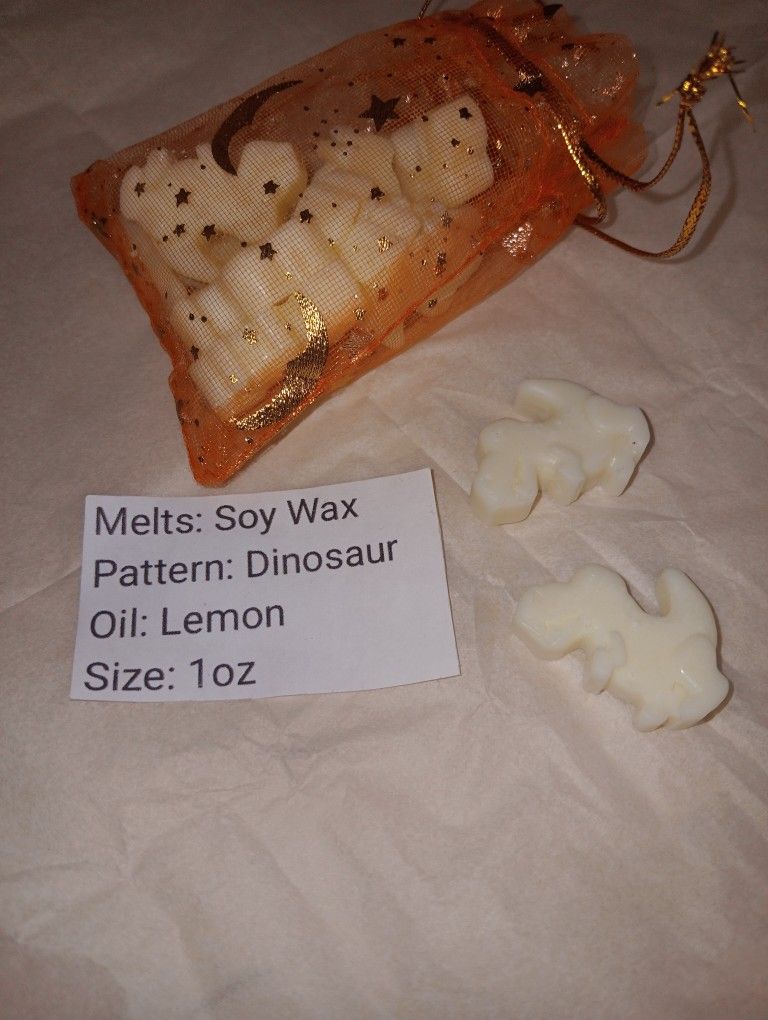 Melts: Soy Wax
Pattern: Dinosaur
Oil: Lemon
Size: 1oz